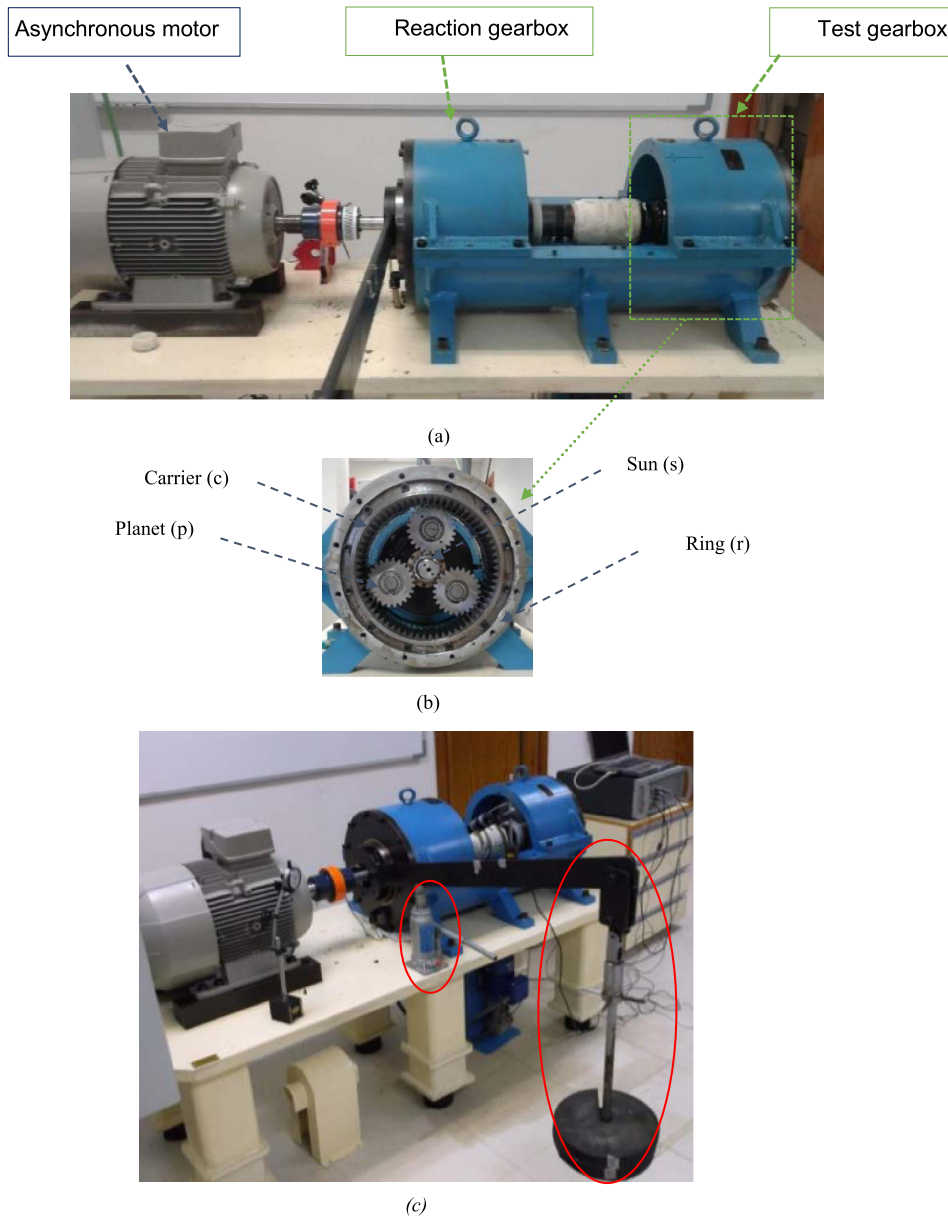 Asynchronous motor
Reaction gearbox
Test gearbox
(a)
Carrier (c)
Sun (s)
Planet (p)
Ring (r)
(b)
(c)